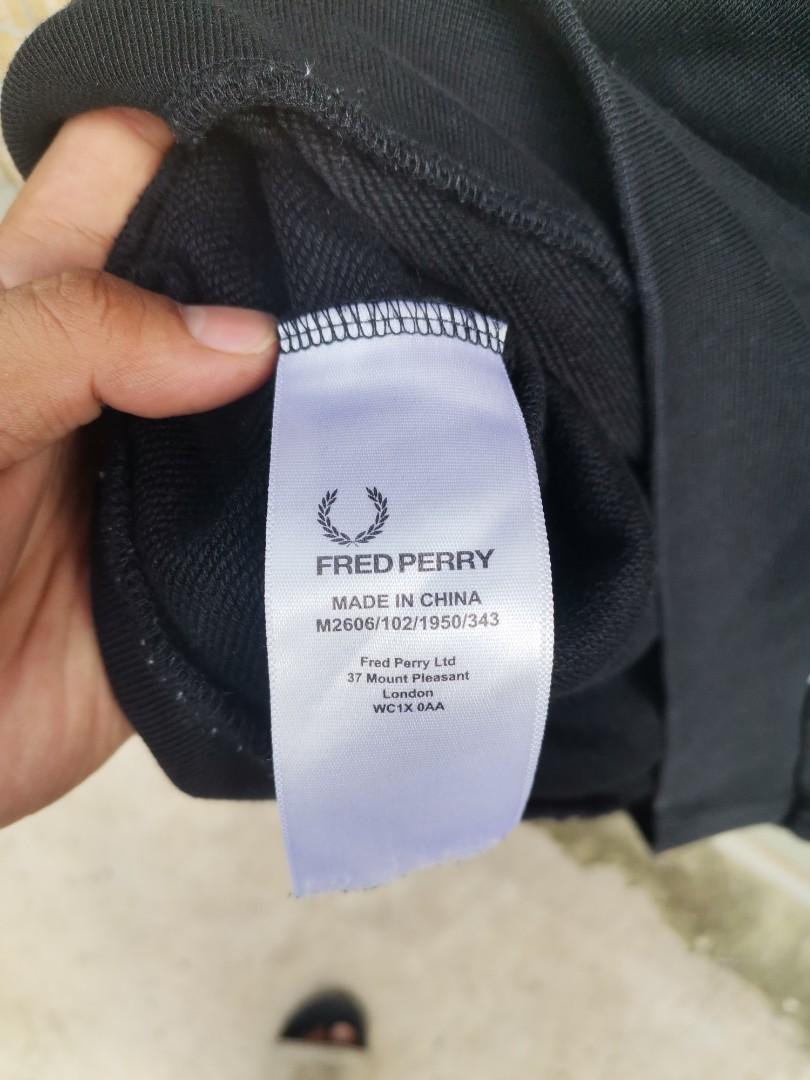 FRED PERRY
MADE IN CHINA
M2606/102/1950/343
Fred Perry Ltd
37 Mount Pleasant
London
WC1X 0AA